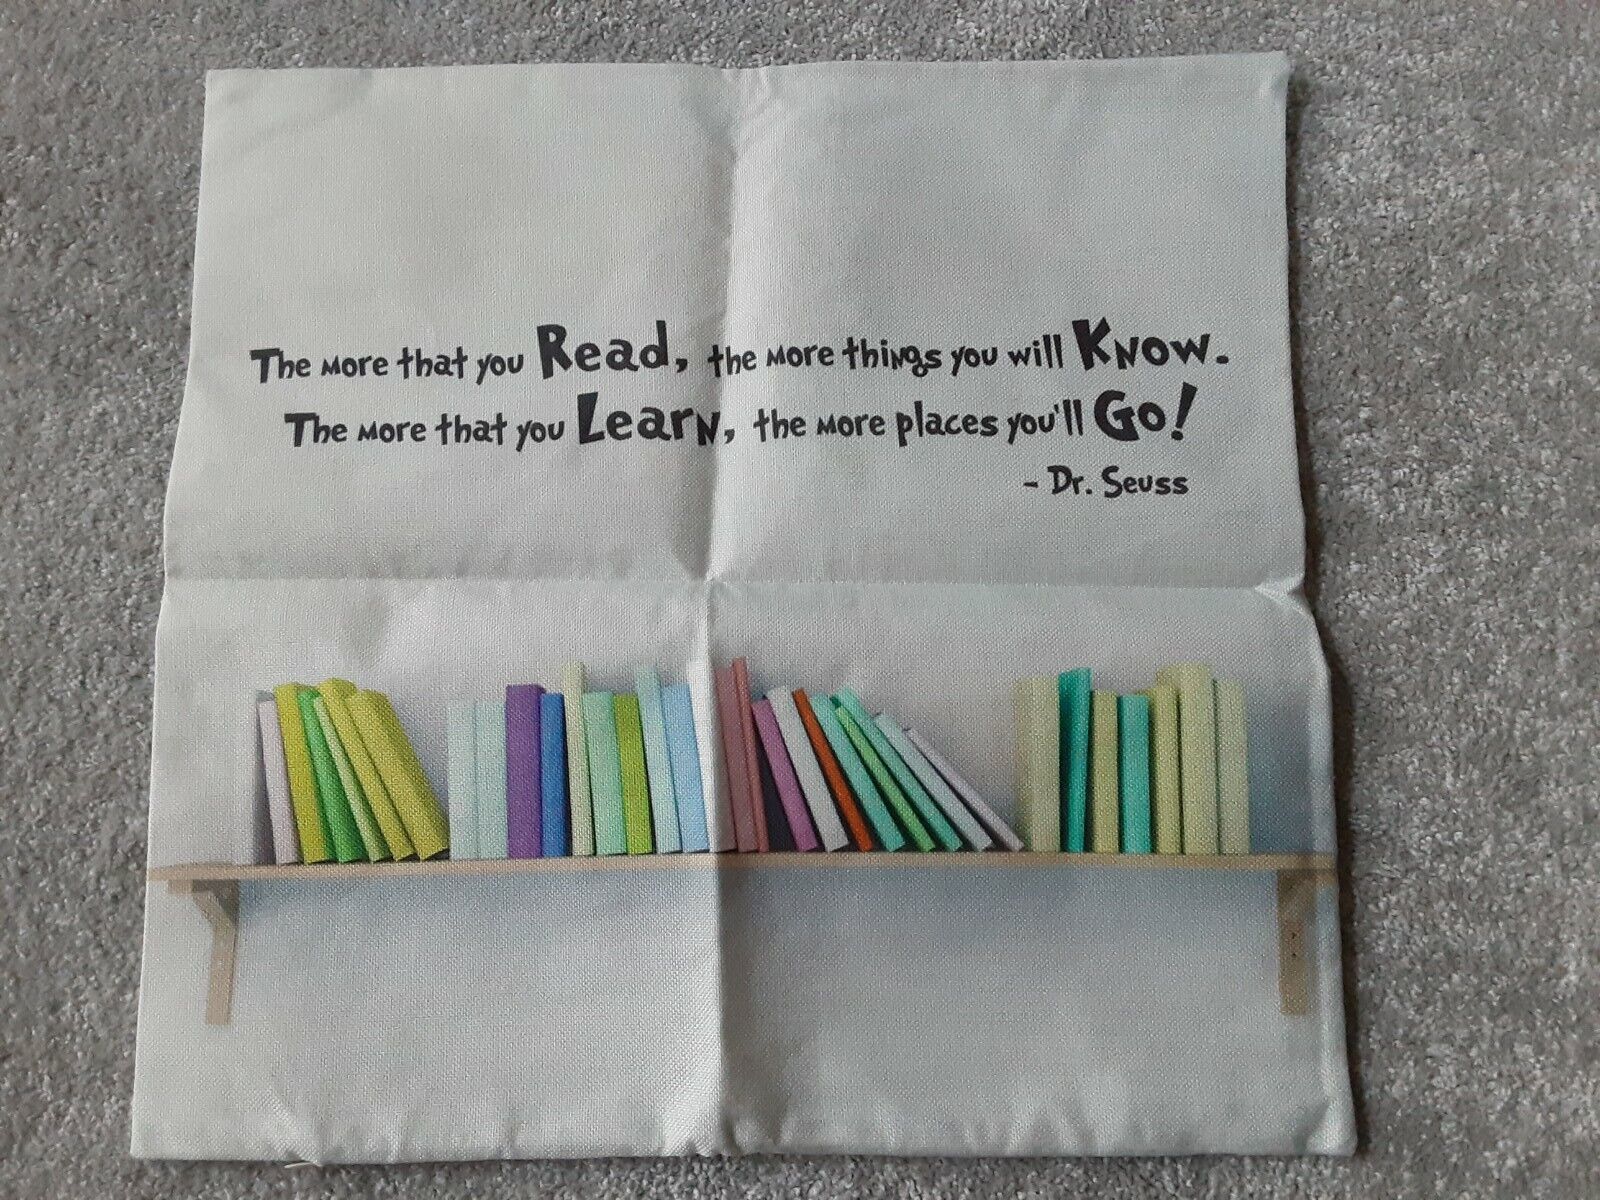 The more that you Read, the more things you will Know.
The more that you Learn, the more places you'll Go!
- Dr. Seuss